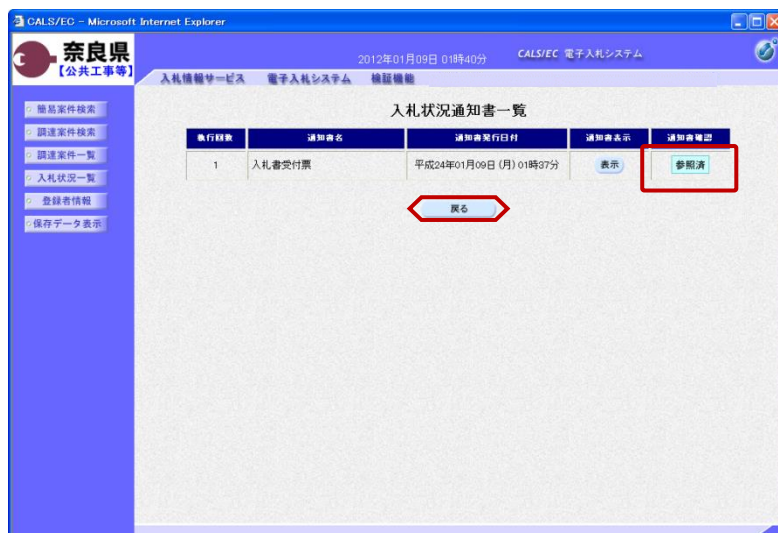 CALS/EC - Microsoft Internet Explorer
奈良県
【公共工事等】
2012年01月09日 01時40分
CALS/EC 電子入札システム
入札情報サービス 電子入札システム 検証機能
簡易案件検索
調達案件検索
調達案件一覧
入札状況一覧
登録者情報
保存データ表示
入札状況通知書一覧
執行回数 通知書名 通知書発行日付 通知書表示 通知書確認
1 入札書受付票 平成24年01月09日 (月) 01時37分 表示 参照済
戻る